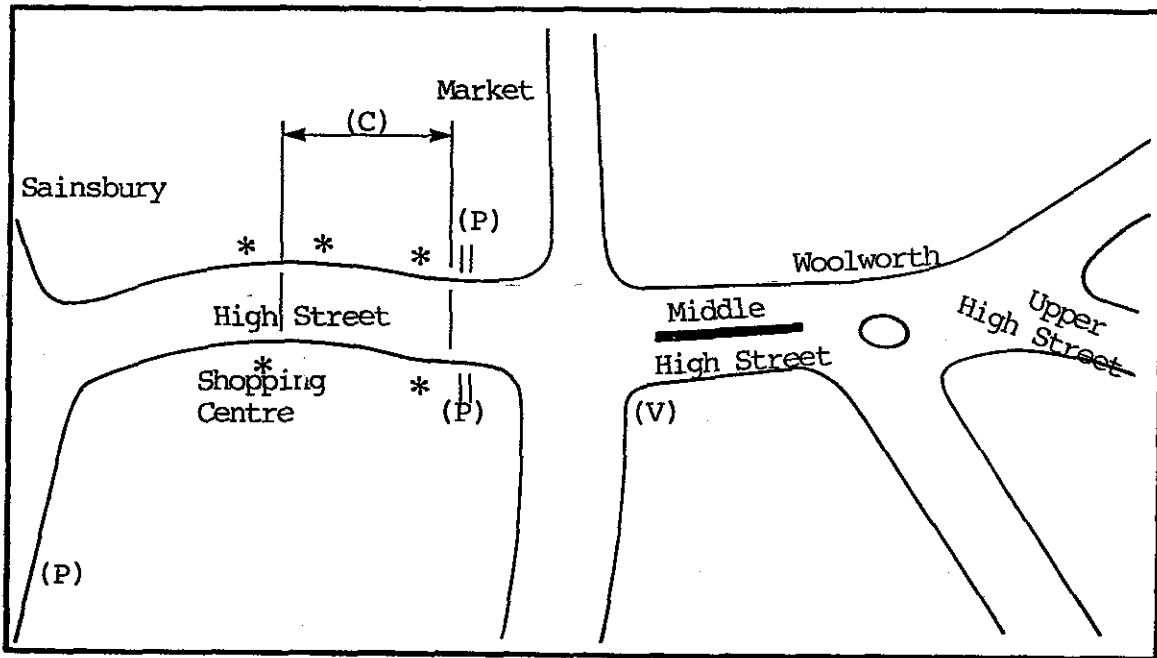 Market
(C)
Sainsbury
(P)
*
*
*
Woolworth
High Street
Middle
Upper
High Street
High Street
*
Shopping
Centre
*
(P)
(V)
(P)